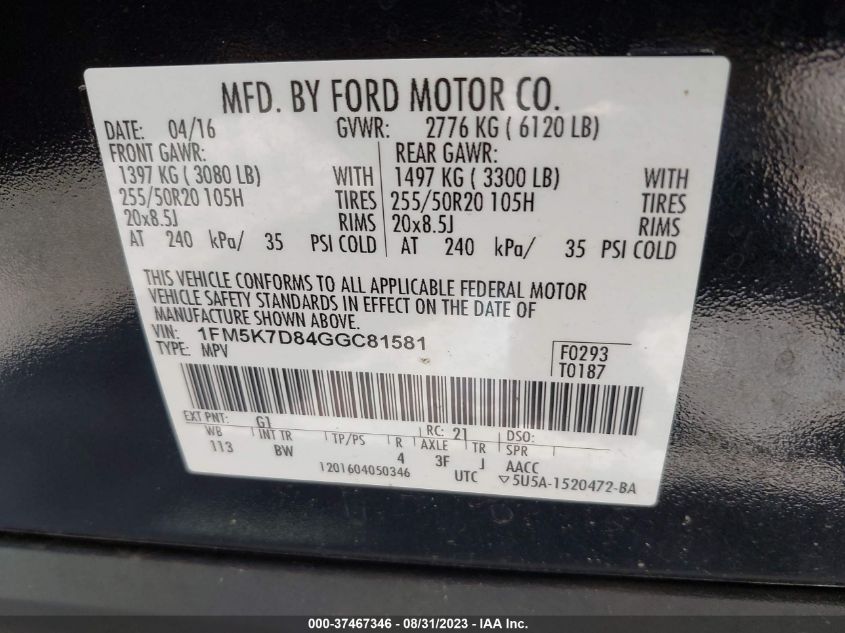 MFD. BY FORD MOTOR CO.
DATE: 04/16 GVWR: 2776 KG ( 6120 LB)
FRONT GAWR: REAR GAWR:
1397 KG ( 3080 LB) WITH 1497 KG ( 3300 LB) WITH
255/50R20 105H TIRES 255/50R20 105H TIRES
20x8.5J RIMS 20x8.5J RIMS
AT 240 kPa/ 35 PSI COLD AT 240 kPa/ 35 PSI COLD
THIS VEHICLE CONFORMS TO ALL APPLICABLE FEDERAL MOTOR
VEHICLE SAFETY STANDARDS IN EFFECT ON THE DATE OF
MANUFACTURE SHOWN ABOVE.
VIN: 1FM5K7D84GGC81581
TYPE: MPV
F0293
T0187
EXT PNT: G1 RC: 21 DSO:
WB INT TR TP/PS R AXLE TR SPR
113 BW 4 3F J AACC
1201604050346 UTC ▽5U5A-1520472-BA
000-37467346 / 08/31/2023 - IAA Inc.